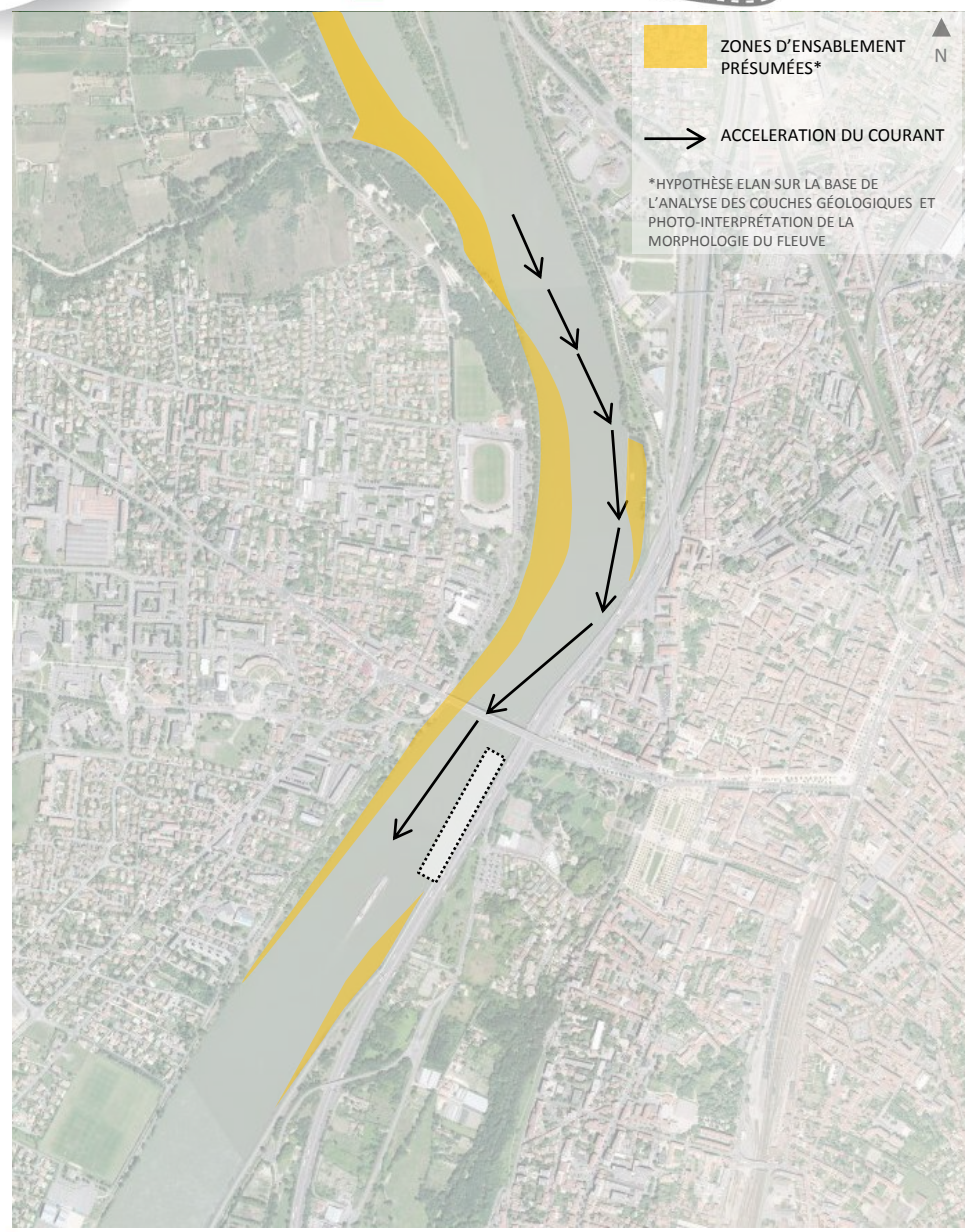 ZONES D'ENSABLEMENT
PRÉSUMÉES*
N
ACCELERATION DU COURANT
*HYPOTHÈSE ELAN SUR LA BASE DE
L'ANALYSE DES COUCHES GÉOLOGIQUES ET
PHOTO-INTERPRÉTATION DE LA
MORPHOLOGIE DU FLEUVE